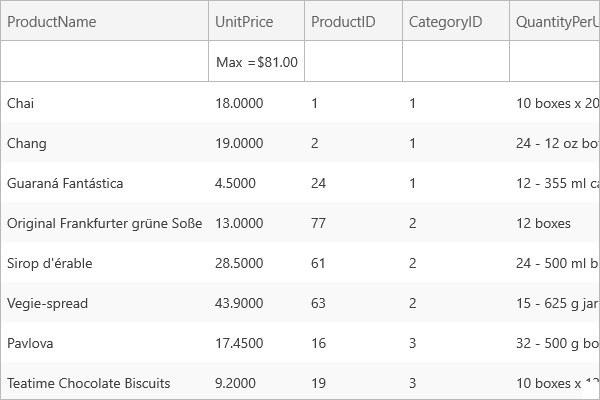 ProductName UnitPrice ProductID CategoryID QuantityPerU
Max =$81.00
Chai 18.0000 1 1 10 boxes x 20
Chang 19.0000 2 1 24 - 12 oz bo
Guaraná Fantástica 4.5000 24 1 12 - 355 ml ca
Original Frankfurter grüne Soße 13.0000 77 2 12 boxes
Sirop d'érable 28.5000 61 2 24 - 500 ml b
Vegie-spread 43.9000 63 2 15 - 625 g jar
Pavlova 17.4500 16 3 32 - 500 g bo
Teatime Chocolate Biscuits 9.2000 19 3 10 boxes x